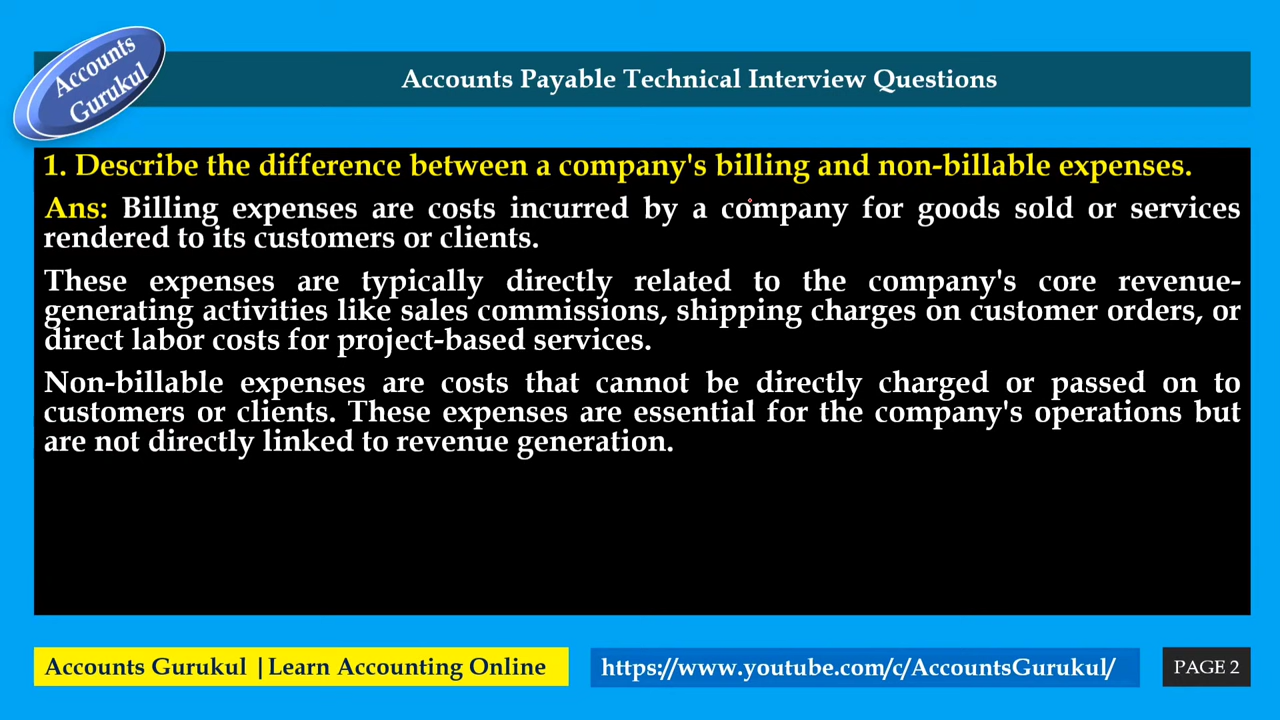 Accounts
Gurukul
Accounts Payable Technical Interview Questions
1. Describe the difference between a company's billing and non-billable expenses.
Ans: Billing expenses are costs incurred by a company for goods sold or services
rendered to its customers or clients.
These expenses are typically directly related to the company's core revenue-
generating activities like sales commissions, shipping charges on customer orders, or
direct labor costs for project-based services.
Non-billable expenses are costs that cannot be directly charged or passed on to
customers or clients. These expenses are essential for the company's operations but
are not directly linked to revenue generation.
Accounts Gurukul |Learn Accounting Online
https://www.youtube.com/c/AccountsGurukul/
PAGE 2